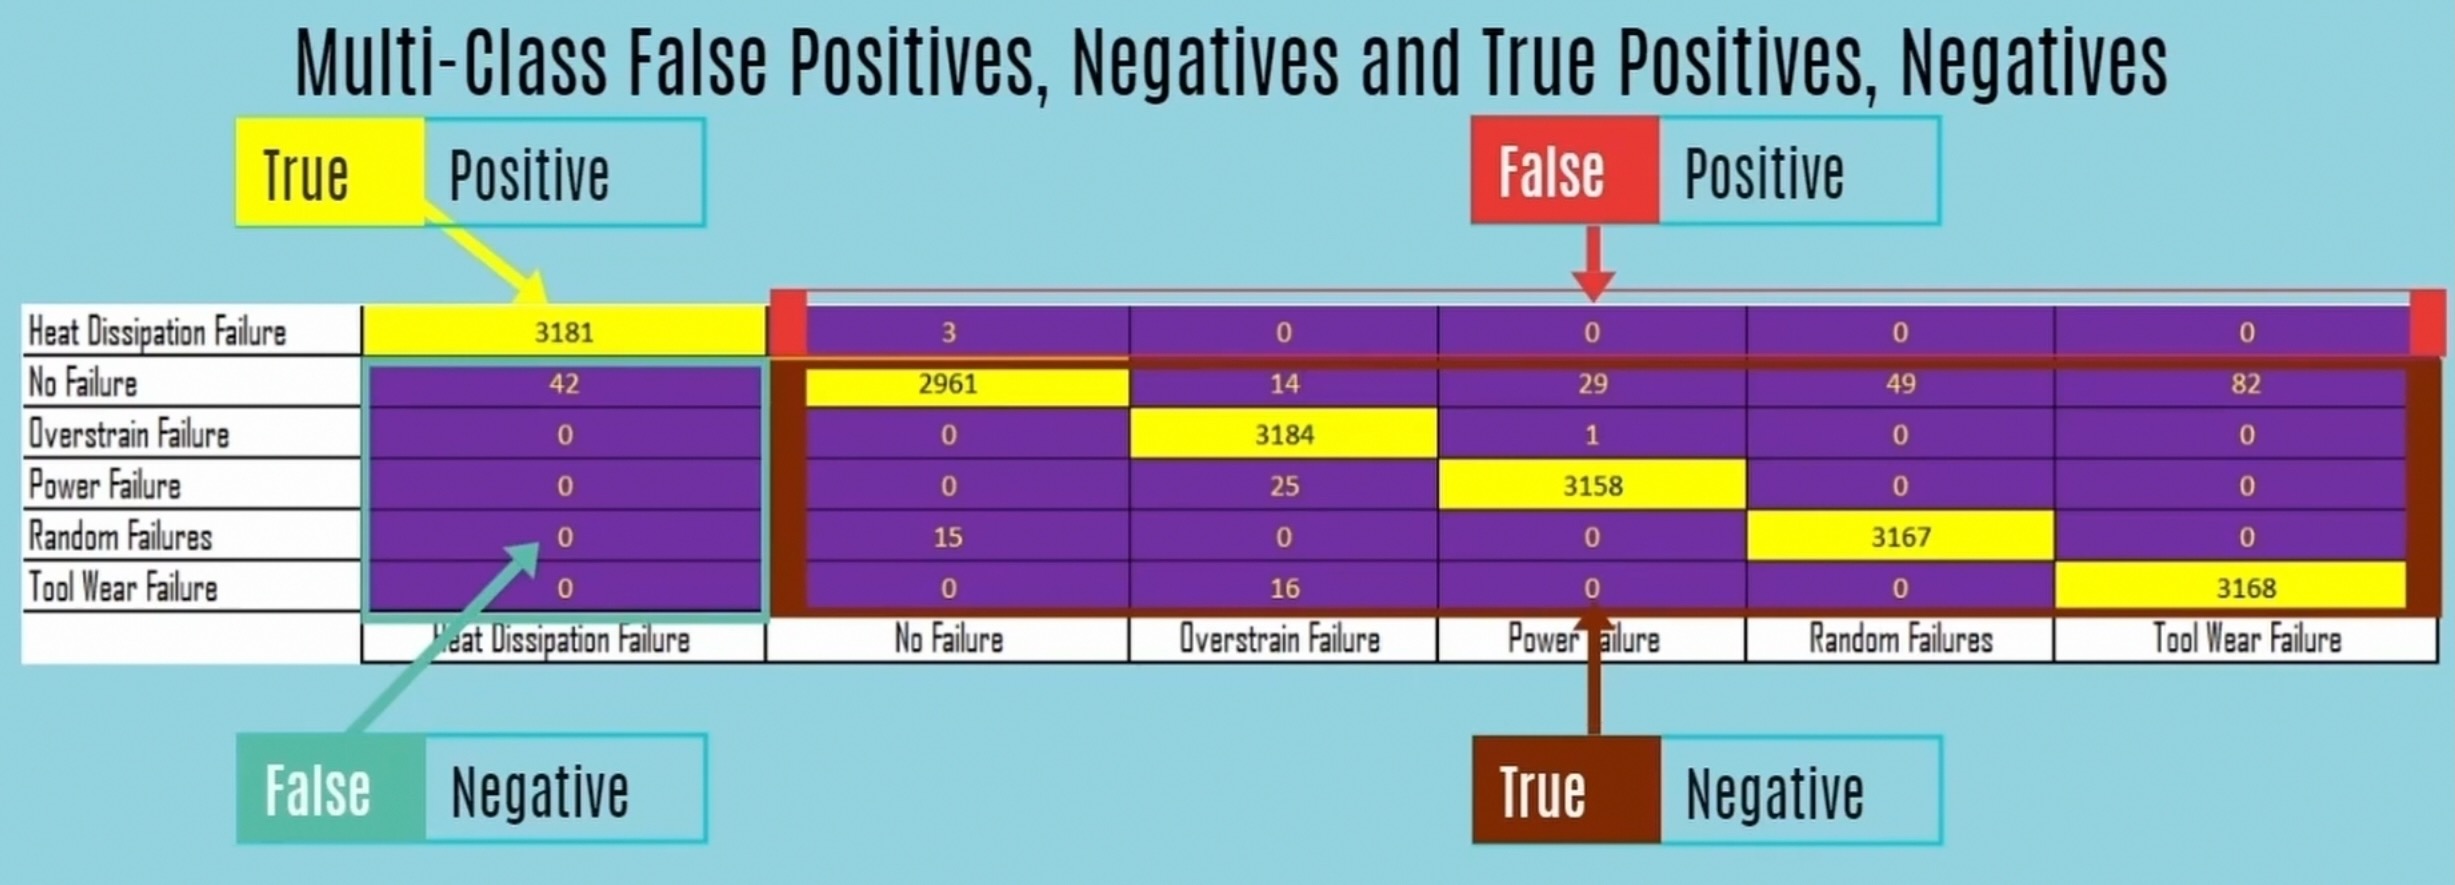 Multi-Class False Positives, Negatives and True Positives, Negatives
True Positive
False Positive
Heat Dissipation Failure 3181 3 0 0 0 0
No Failure 42 2961 14 29 49 82
Overstrain Failure 0 0 3184 1 0 0
Power Failure 0 0 25 3158 0 0
Random Failures 0 15 0 0 3167 0
Tool Wear Failure 0 0 16 0 0 3168
Heat Dissipation Failure No Failure Overstrain Failure Power Failure Random Failures Tool Wear Failure
False Negative
True Negative